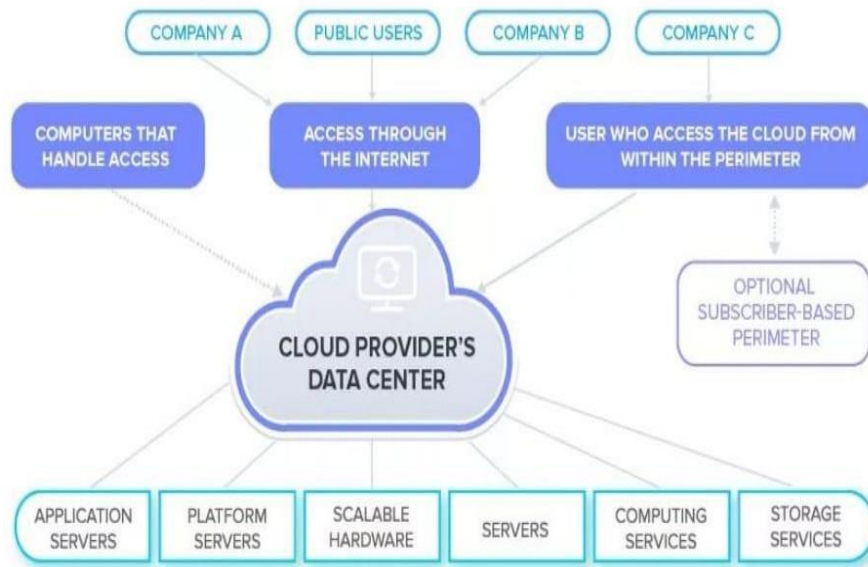 COMPANY A
PUBLIC USERS
COMPANY B
COMPANY C
COMPUTERS THAT
HANDLE ACCESS
ACCESS THROUGH
THE INTERNET
USER WHO ACCESS THE CLOUD FROM
WITHIN THE PERIMETER
OPTIONAL
SUBSCRIBER-BASED
PERIMETER
CLOUD PROVIDER'S
DATA CENTER
APPLICATION
SERVERS
PLATFORM
SERVERS
SCALABLE
HARDWARE
SERVERS
COMPUTING
SERVICES
STORAGE
SERVICES